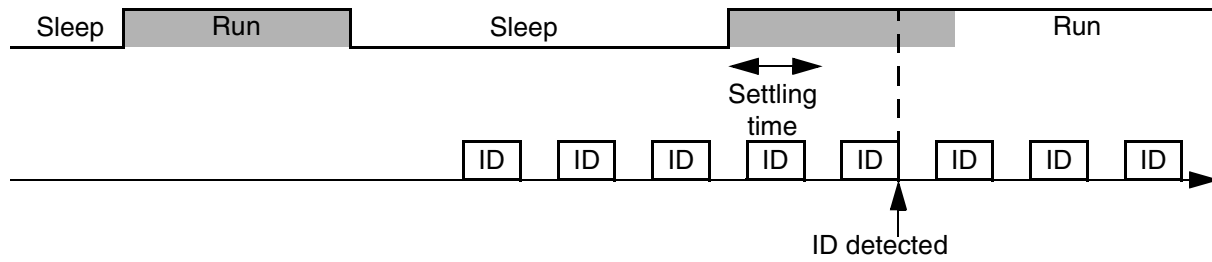 Sleep Run Sleep Run
Settling
time
ID ID ID ID ID ID ID ID
ID detected